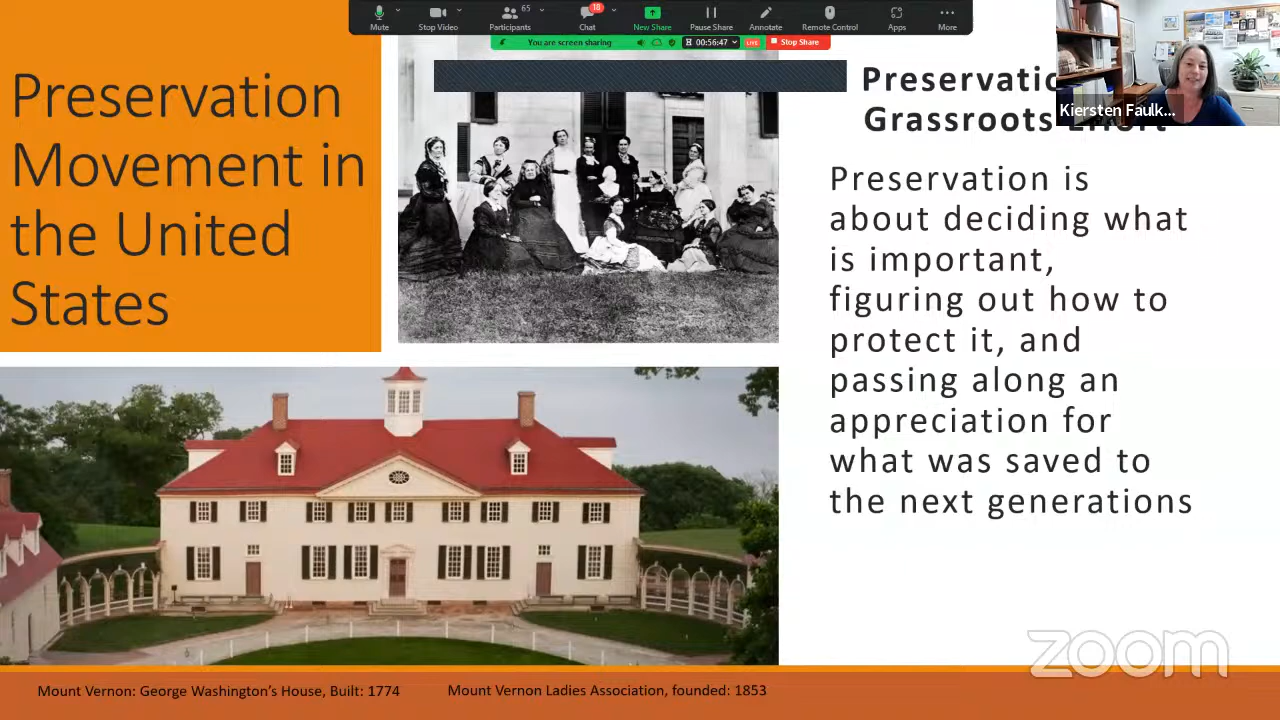 Mute
Stop Video
65
Participants
18
Chat
New Share
Pause Share
Annotate
Remote Control
Apps
More
You are screen sharing
00:56:47
LIVE
Stop Share
Kiersten Faulk...
Preservation
Movement in
the United
States
Grassroots
Preservation is
about deciding what
is important,
figuring out how to
protect it, and
passing along an
appreciation for
what was saved to
the next generations
zoom
Mount Vernon: George Washington's House, Built: 1774
Mount Vernon Ladies Association, founded: 1853